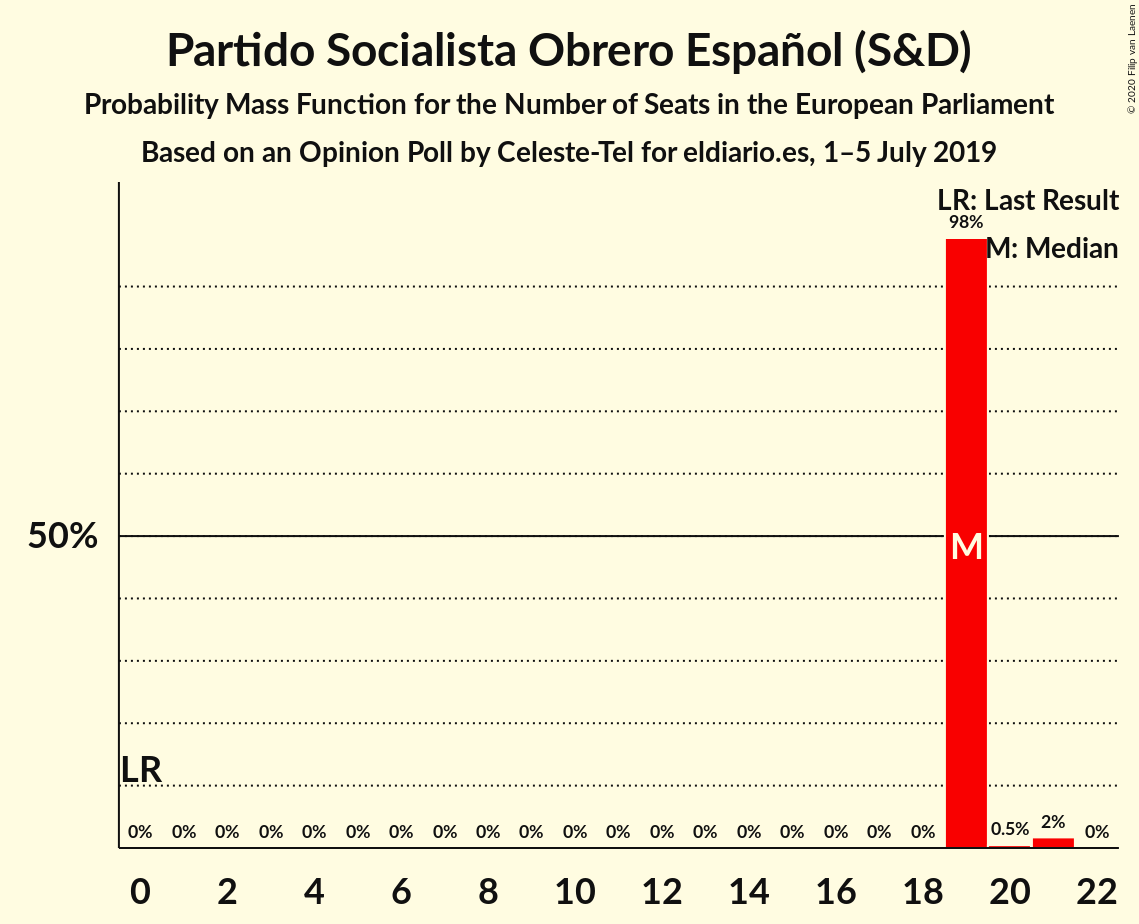 Partido Socialista Obrero Español (S&D)
Probability Mass Function for the Number of Seats in the European Parliament
Based on an Opinion Poll by Celeste-Tel for eldiario.es, 1–5 July 2019
© 2020 Filip van Laenen
LR: Last Result
98%
M: Median
50%
M
LR
0% 0% 0% 0% 0% 0% 0% 0% 0% 0% 0% 0% 0% 0% 0% 0% 0% 0% 0% 0.5% 2% 0%
0 2 4 6 8 10 12 14 16 18 20 22